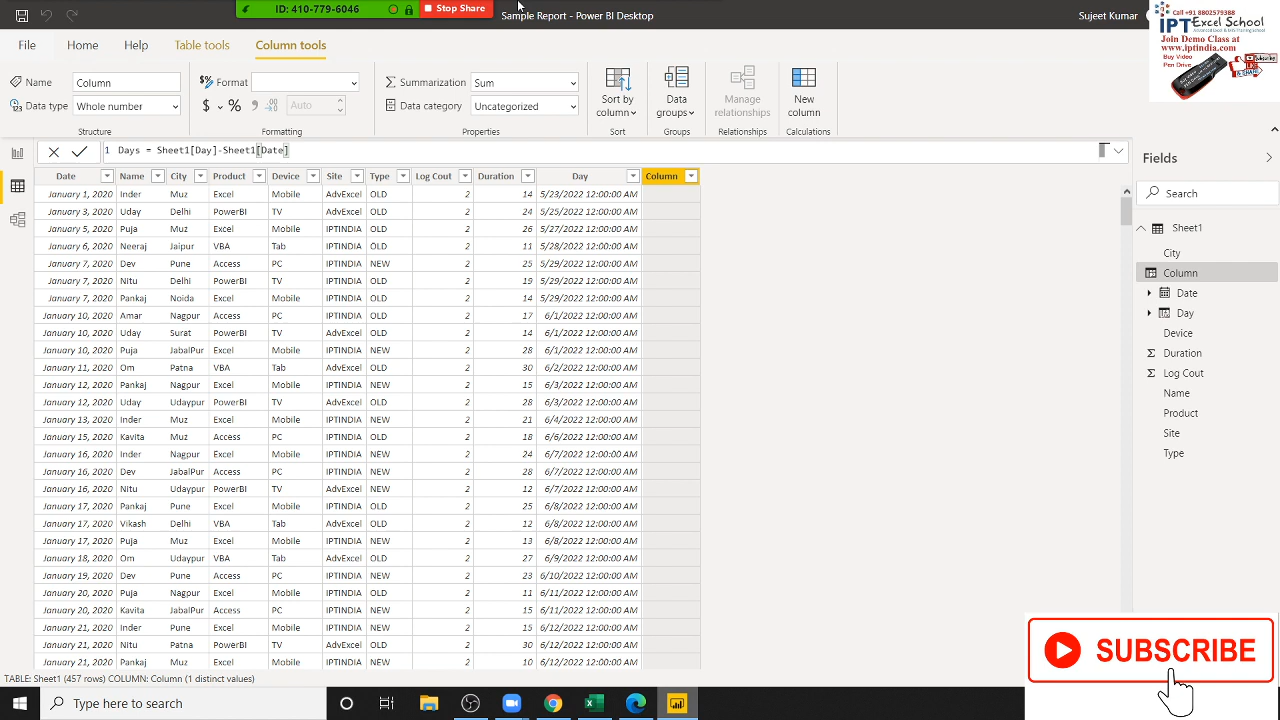 ID: 410-779-6046
Stop Share
Sample Report - Power BI Desktop
Sujeet Kumar
Call +91 8802579388
IPT Excel School
Advanced Excel & MIS Training School
Join Demo Class at
www.iptindia.com
Buy Video
Pen Drive
File Home Help Table tools Column tools
Name Column Format Summarization Sum
Data type Whole number $ % Auto Data category Uncategorized
Sort by column Data groups Manage relationships New column
Structure Formatting Properties Sort Groups Relationships Calculations
1 Days = Sheet1[Day]-Sheet1[Date]
Date Name City Product Device Site Type Log Cout Duration Day Column
January 1, 2020 Inder Muz Excel Mobile AdvExcel OLD 2 14 5/23/2022 12:00:00 AM
January 3, 2020 Uday Delhi PowerBI TV AdvExcel OLD 2 24 5/25/2022 12:00:00 AM
January 5, 2020 Puja Muz Excel Mobile IPTINDIA OLD 2 26 5/27/2022 12:00:00 AM
January 6, 2020 Neeraj Jaipur VBA Tab IPTINDIA OLD 2 11 5/28/2022 12:00:00 AM
January 7, 2020 Dev Pune Access PC IPTINDIA NEW 2 25 5/29/2022 12:00:00 AM
January 7, 2020 Nitu Delhi PowerBI TV AdvExcel OLD 2 19 5/29/2022 12:00:00 AM
January 7, 2020 Pankaj Noida Excel Mobile IPTINDIA OLD 2 14 5/29/2022 12:00:00 AM
January 10, 2020 Amar Nagpur Access PC IPTINDIA OLD 2 17 6/1/2022 12:00:00 AM
January 10, 2020 Uday Surat PowerBI TV AdvExcel OLD 2 14 6/1/2022 12:00:00 AM
January 10, 2020 Puja JabalPur Excel Mobile IPTINDIA NEW 2 28 6/1/2022 12:00:00 AM
January 11, 2020 Om Patna VBA Tab IPTINDIA OLD 2 30 6/2/2022 12:00:00 AM
January 12, 2020 Pankaj Nagpur Excel Mobile IPTINDIA NEW 2 15 6/3/2022 12:00:00 AM
January 12, 2020 Uday Udaypur PowerBI TV AdvExcel OLD 2 28 6/3/2022 12:00:00 AM
January 13, 2020 Inder Muz Excel Mobile IPTINDIA NEW 2 21 6/4/2022 12:00:00 AM
January 15, 2020 Kavita Muz Access PC IPTINDIA OLD 2 18 6/6/2022 12:00:00 AM
January 16, 2020 Inder Nagpur Excel Mobile IPTINDIA NEW 2 24 6/7/2022 12:00:00 AM
January 16, 2020 Dev JabalPur Access PC IPTINDIA NEW 2 28 6/7/2022 12:00:00 AM
January 16, 2020 Nitu Udaypur PowerBI TV AdvExcel OLD 2 12 6/7/2022 12:00:00 AM
January 17, 2020 Pankaj Pune Excel Mobile IPTINDIA NEW 2 25 6/8/2022 12:00:00 AM
January 17, 2020 Vikash Delhi VBA Tab AdvExcel OLD 2 12 6/8/2022 12:00:00 AM
January 17, 2020 Puja Muz Excel Mobile IPTINDIA NEW 2 13 6/8/2022 12:00:00 AM
January 18, 2020 Om Udaypur VBA Tab AdvExcel OLD 2 27 6/9/2022 12:00:00 AM
January 19, 2020 Dev Pune Access PC IPTINDIA NEW 2 23 6/10/2022 12:00:00 AM
January 20, 2020 Puja Nagpur Excel Mobile IPTINDIA OLD 2 11 6/11/2022 12:00:00 AM
January 20, 2020 Kavita JabalPur Access PC IPTINDIA NEW 2 15 6/11/2022 12:00:00 AM
January 21, 2020 Inder Pune Excel Mobile IPTINDIA NEW 2 15 6/12/2022 12:00:00 AM
January 21, 2020 Nitu Patna PowerBI TV AdvExcel OLD 2 30 6/12/2022 12:00:00 AM
January 21, 2020 Pankaj Muz Excel Mobile IPTINDIA NEW 2 10 6/12/2022 12:00:00 AM
Fields
Search
Sheet1
City
Column
Date
Day
Device
Duration
Log Cout
Name
Product
Site
Type
SUBSCRIBE
TABLE: Sheet1 (457 rows) COLUMN: Column (1 distinct values)
Type here to search